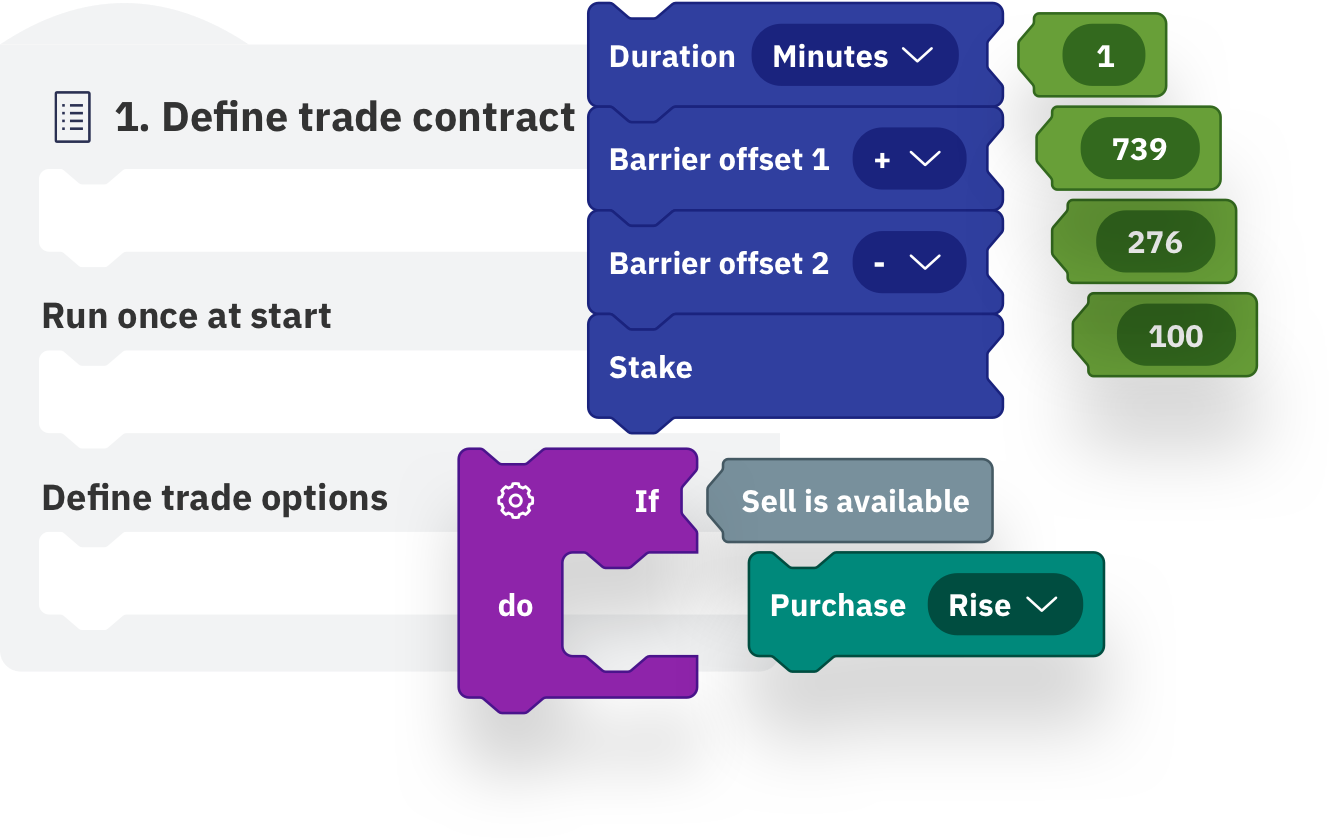 1. Define trade contract
Run once at start
Define trade options
Duration Minutes 1
Barrier offset 1 + 739
Barrier offset 2 - 276
Stake 100
If Sell is available
do Purchase Rise